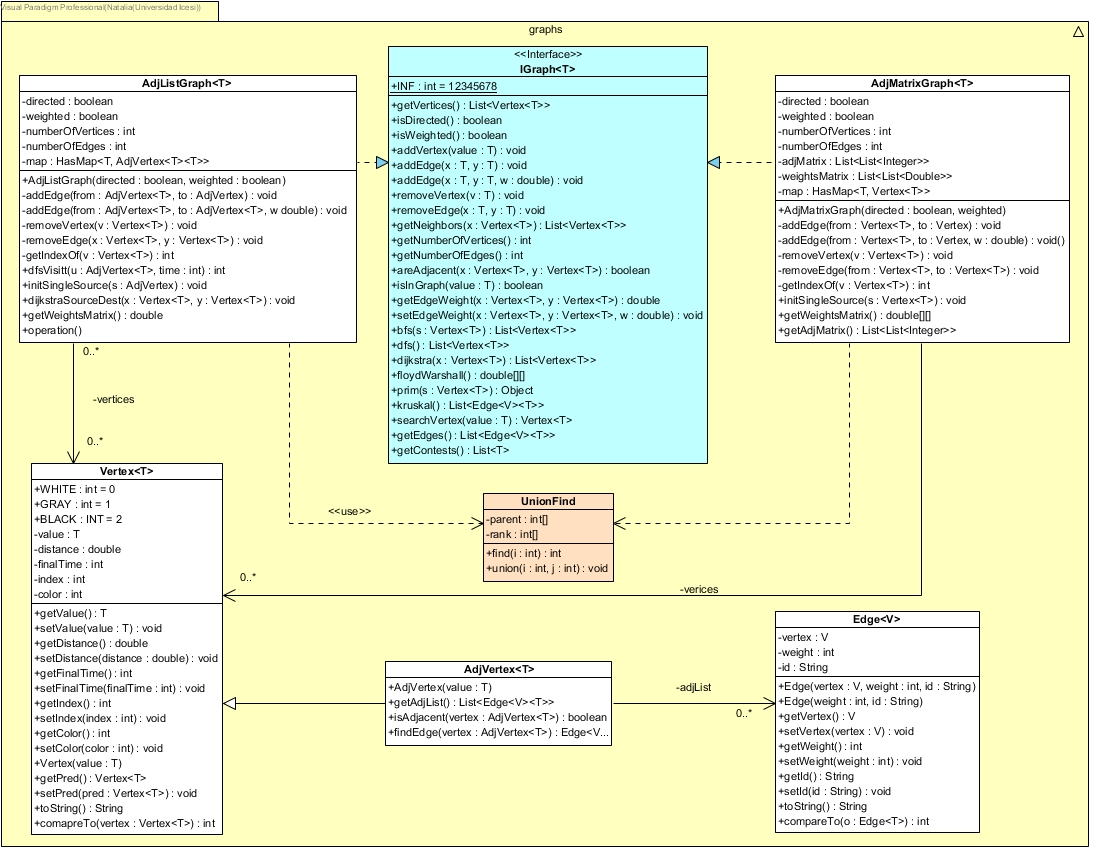 Visual Paradigm Professional(Natalia(Universidad Icesi))
graphs
AdjListGraph<T>
-directed : boolean
-weighted : boolean
-numberOfVertices : int
-numberOfEdges : int
-map : HasMap<T, AdjVertex<T><T>>
+AdjListGraph(directed : boolean, weighted : boolean)
-addEdge(from : AdjVertex<T>, to : AdjVertex) : void
-addEdge(from : AdjVertex<T>, to : AdjVertex<T>, w double) : void
-removeVertex(v : Vertex<T>) : void
-removeEdge(x : Vertex<T>, y : Vertex<T>) : void
-getIndexOf(v : Vertex<T>) : int
+dfsVisitt(u : AdjVertex<T>, time : int) : int
+initSingleSource(s : AdjVertex) : void
+dijkstraSourceDest(x : Vertex<T>, y : Vertex<T>) : void
+getWeightsMatrix() : double
+operation()
<<Interface>>
IGraph<T>
+INF : int = 12345678
+getVertices() : List<Vertex<T>>
+isDirected() : boolean
+isWeighted() : boolean
+addVertex(value : T) : void
+addEdge(x : T, y : T) : void
+addEdge(x : T, y : T, w : double) : void
+removeVertex(v : T) : void
+removeEdge(x : T, y : T) : void
+getNeighbors(x : Vertex<T>) : List<Vertex<T>>
+getNumberOfVertices() : int
+getNumberOfEdges() : int
+areAdjacent(x : Vertex<T>, y : Vertex<T>) : boolean
+isInGraph(value : T) : boolean
+getEdgeWeight(x : Vertex<T>, y : Vertex<T>) : double
+setEdgeWeight(x : Vertex<T>, y : Vertex<T>, w : double) : void
+bfs(s : Vertex<T>) : List<Vertex<T>>
+dfs() : List<Vertex<T>>
+dijkstra(x : Vertex<T>) : List<Vertex<T>>
+floydWarshall() : double[][]
+prim(s : Vertex<T>) : Object
+kruskal() : List<Edge<V><T>>
+searchVertex(value : T) : Vertex<T>
+getEdges() : List<Edge<V><T>>
+getContests() : List<T>
AdjMatrixGraph<T>
-directed : boolean
-weighted : boolean
-numberOfVertices : int
-numberOfEdges : int
-adjMatrix : List<List<Integer>>
-weightsMatrix : List<List<Double>>
-map : HasMap<T, Vertex<T>>
+AdjMatrixGraph(directed : boolean, weighted)
-addEdge(from : Vertex<T>, to : Vertex) : void
-addEdge(from : Vertex<T>, to : Vertex, w : double) : void()
-removeVertex(v : Vertex<T>) : void
-removeEdge(from : Vertex<T>, to : Vertex<T>) : void
-getIndexOf(v : Vertex<T>) : int
+initSingleSource(s : Vertex<T>) : void
+getWeightsMatrix() : double[][]
+getAdjMatrix() : List<List<Integer>>
0..*
-vertices
0..*
Vertex<T>
+WHITE : int = 0
+GRAY : int = 1
+BLACK : INT = 2
-value : T
-distance : double
-finalTime : int
-index : int
-color : int
+getValue() : T
+setValue(value : T) : void
+getDistance() : double
+setDistance(distance : double) : void
+getFinalTime() : int
+setFinalTime(finalTime : int) : void
+getIndex() : int
+setIndex(index : int) : void
+getColor() : int
+setColor(color : int) : void
+Vertex(value : T)
+getPred() : Vertex<T>
+setPred(pred : Vertex<T>) : void
+toString() : String
+comapreTo(vertex : Vertex<T>) : int
<<use>>
UnionFind
-parent : int[]
-rank : int[]
+find(i : int) : int
+union(i : int, j : int) : void
0..*
-verices
AdjVertex<T>
+AdjVertex(value : T)
+getAdjList() : List<Edge<V><T>>
+isAdjacent(vertex : AdjVertex<T>) : boolean
+findEdge(vertex : AdjVertex<T>) : Edge<V...
-adjList
0..*
Edge<V>
-vertex : V
-weight : int
-id : String
+Edge(vertex : V, weight : int, id : String)
+Edge(weight : int, id : String)
+getVertex() : V
+setVertex(vertex : V) : void
+getWeight() : int
+setWeight(weight : int) : void
+getId() : String
+setId(id : String) : void
+toString() : String
+compareTo(o : Edge<T>) : int